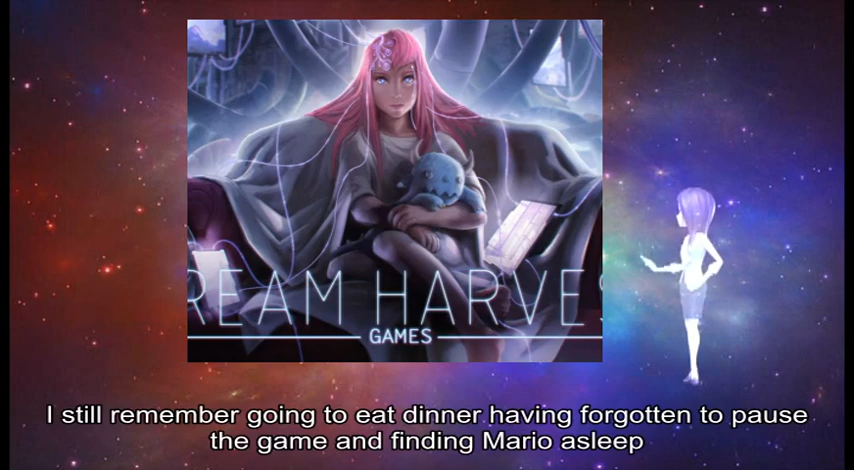 REAM HARVES
GAMES
I still remember going to eat dinner having forgotten to pause
the game and finding Mario asleep